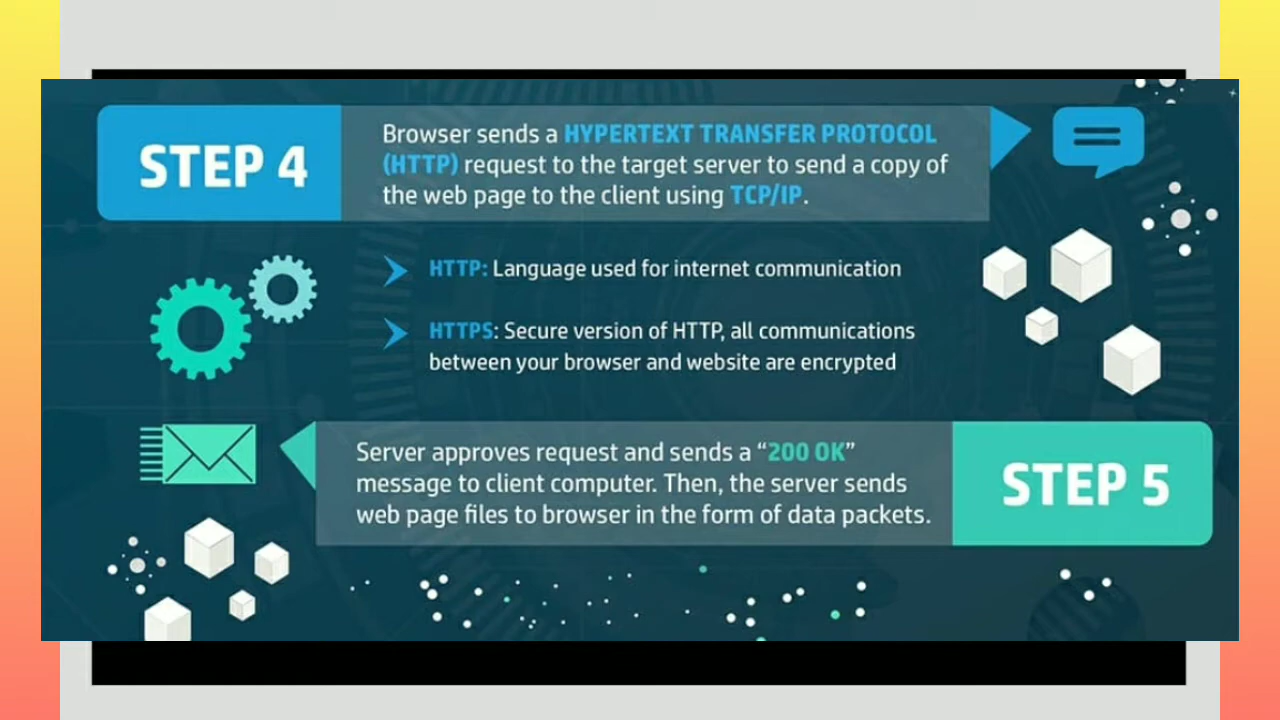 STEP 4
Browser sends a HYPERTEXT TRANSFER PROTOCOL
(HTTP) request to the target server to send a copy of
the web page to the client using TCP/IP.
HTTP: Language used for internet communication
HTTPS: Secure version of HTTP, all communications
between your browser and website are encrypted
Server approves request and sends a “200 OK”
message to client computer. Then, the server sends
web page files to browser in the form of data packets.
STEP 5